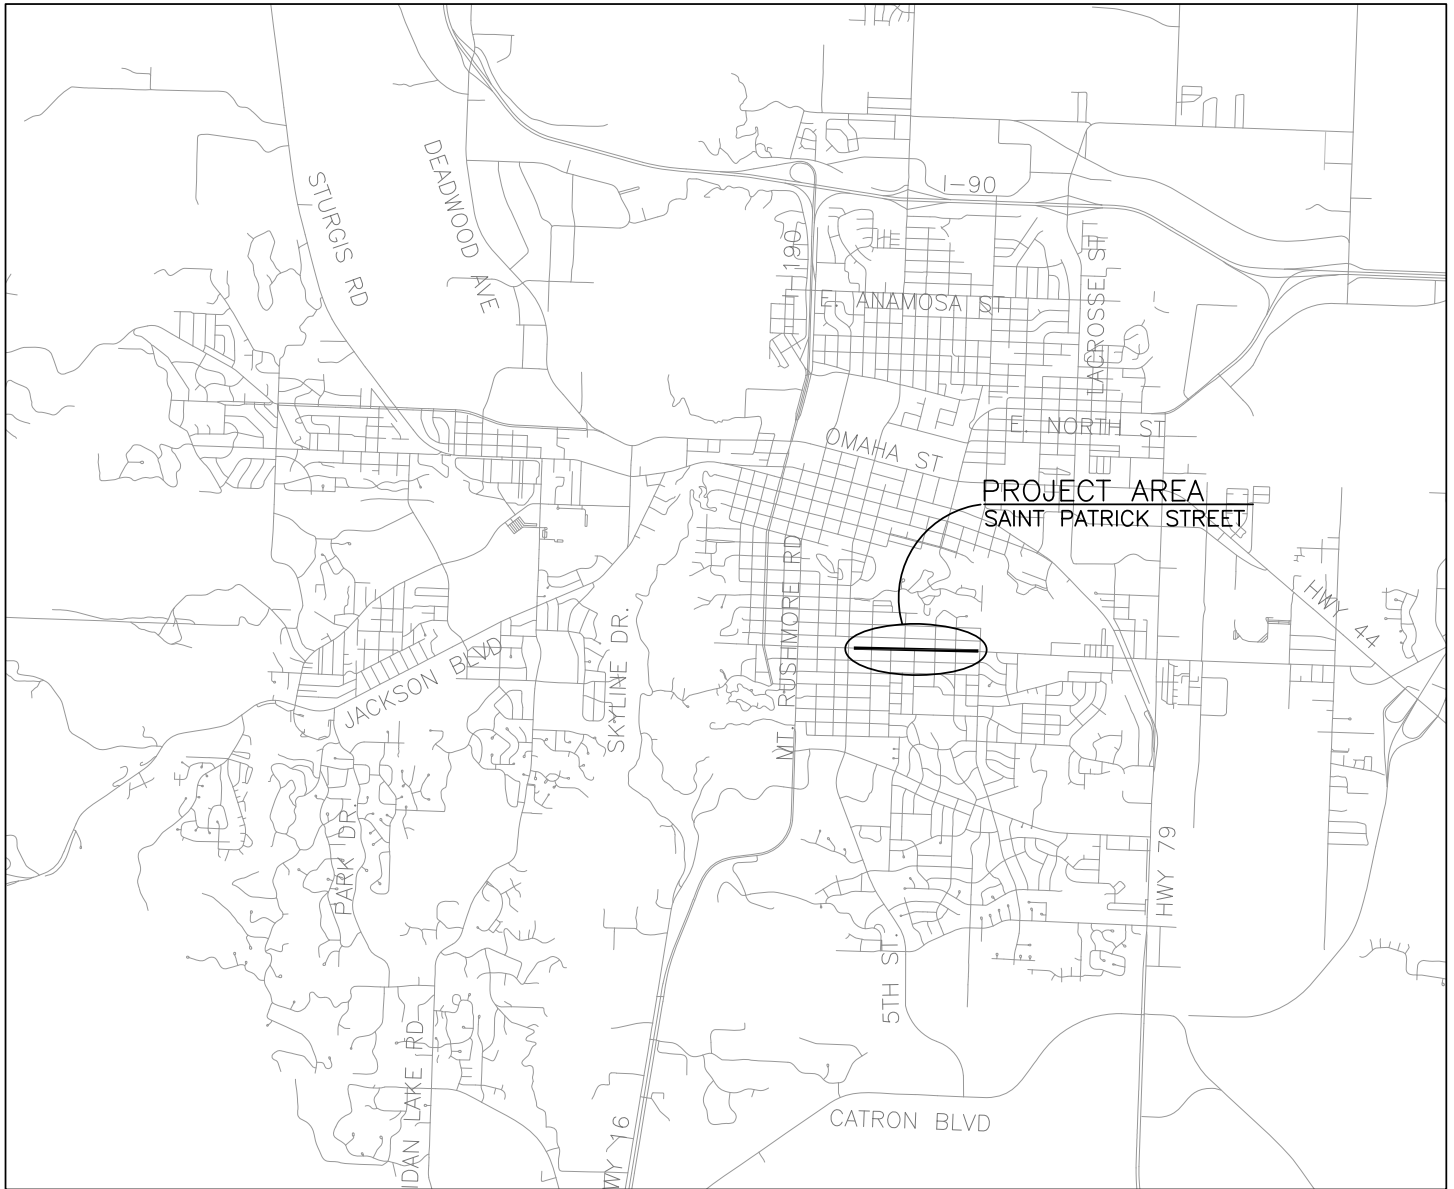 I-90
DEADWOOD AVE
STURGIS RD
190
LACROSSE ST
E. ANAMOSA ST
E. NORTH ST
OMAHA ST
PROJECT AREA
SAINT PATRICK STREET
HWY 44
MT. RUSHMORE RD
SKYLINE DR.
JACKSON BLVD
PARK DR.
HWY 79
5TH ST.
IDAN LAKE RD
WY 16
CATRON BLVD